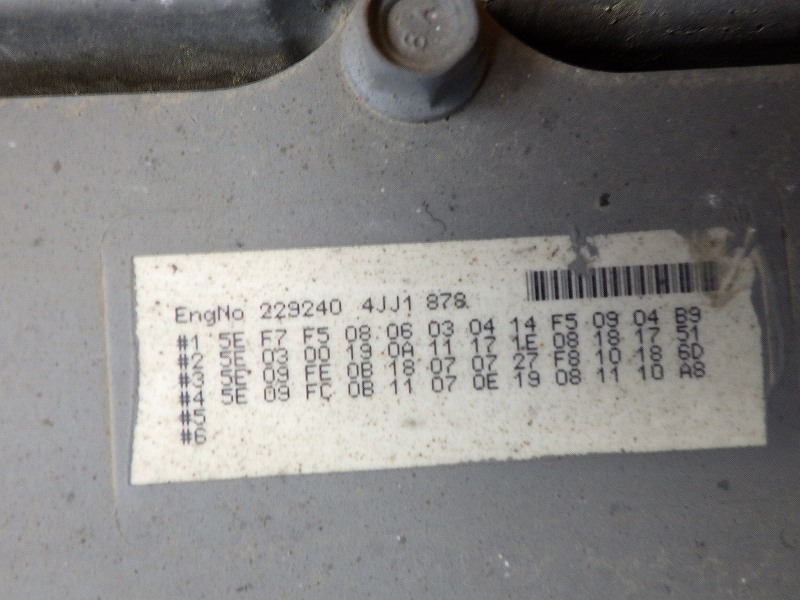 8
EngNo 229240 4JJ1 878
#1 5E F7 F5 08 06 03 04 14 F5 09 04 B9
#2 5E 03 00 19 0A 11 17 1E 08 18 17 51
#3 5E 09 FE 0B 18 07 07 27 F8 10 18 6D
#4 5E 09 FC 0B 11 07 0E 19 08 11 10 A8
#5
#6